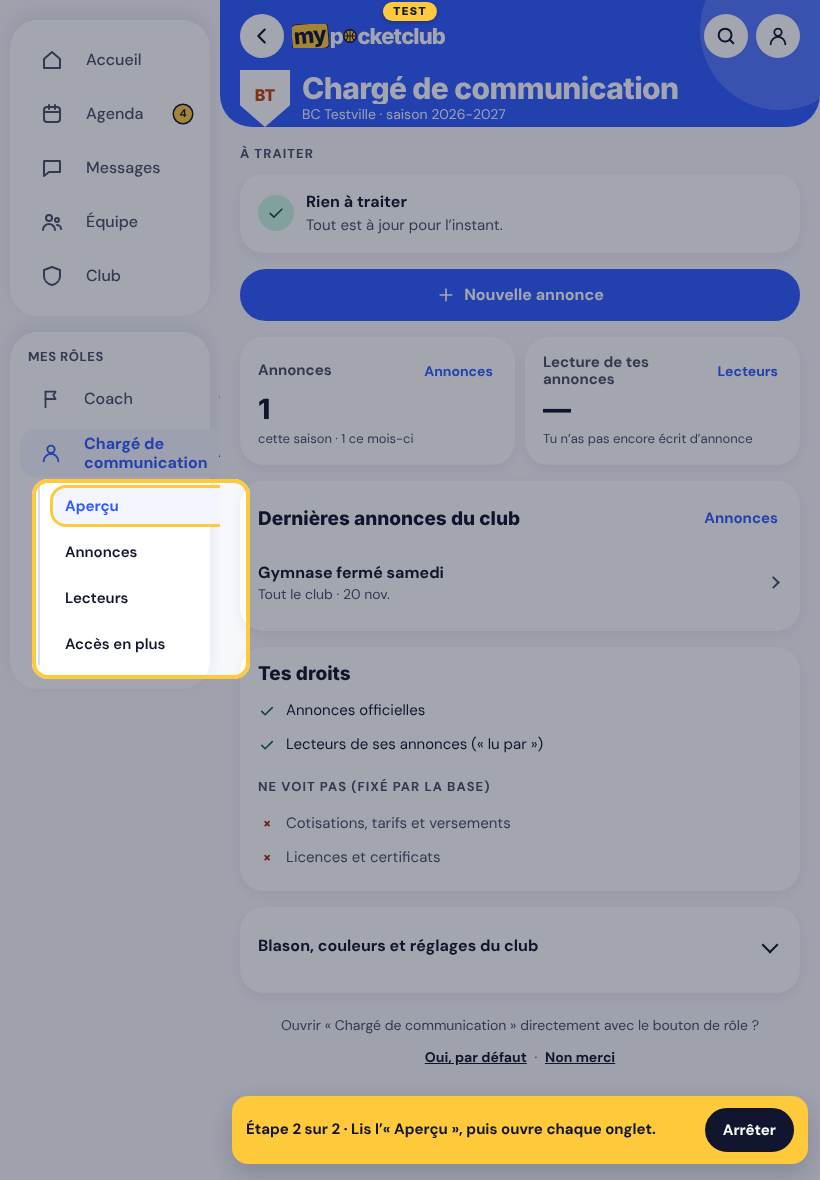 TEST
mypocketclub
BT
Chargé de communication
BC Testville · saison 2026-2027
Accueil
Agenda
4
Messages
Équipe
Club
MES RÔLES
Coach
Chargé de
communication
Aperçu
Annonces
Lecteurs
Accès en plus
À TRAITER
Rien à traiter
Tout est à jour pour l’instant.
Nouvelle annonce
Annonces
Annonces
1
cette saison · 1 ce mois-ci
Lecture de tes
annonces
Lecteurs
—
Tu n’as pas encore écrit d’annonce
Dernières annonces du club
Annonces
Gymnase fermé samedi
Tout le club · 20 nov.
Tes droits
Annonces officielles
Lecteurs de ses annonces (« lu par »)
NE VOIT PAS (FIXÉ PAR LA BASE)
Cotisations, tarifs et versements
Licences et certificats
Blason, couleurs et réglages du club
Ouvrir « Chargé de communication » directement avec le bouton de rôle ?
Oui, par défaut · Non merci
Étape 2 sur 2 · Lis l’« Aperçu », puis ouvre chaque onglet.
Arrêter